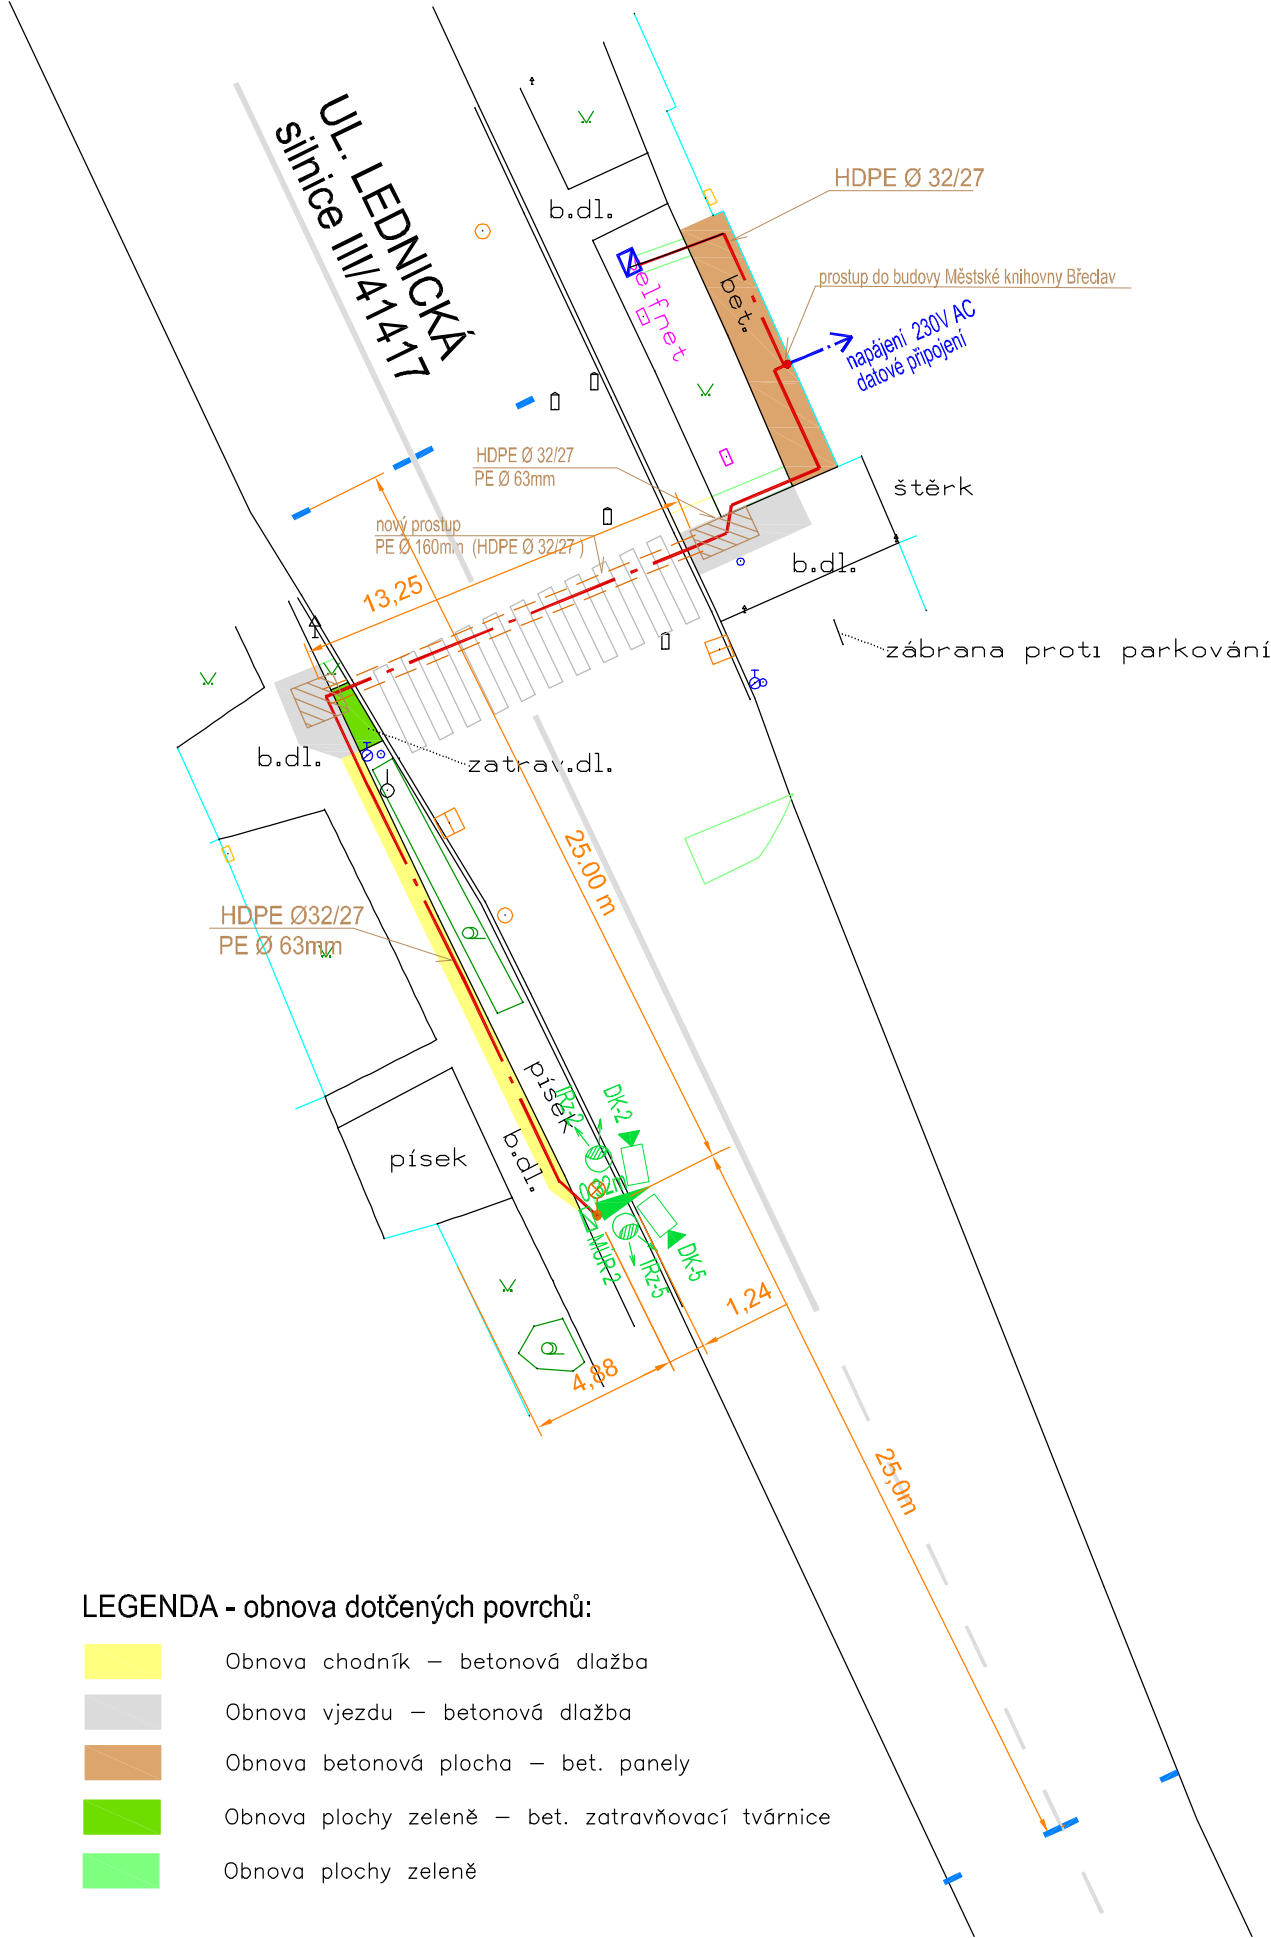 UL. LEDNICKÁ
silnice III/41417
b.dl.
HDPE Ø 32/27
prostup do budovy Městské knihovny Břeclav
napájení 230V AC
datové připojení
bet.
elfnet
HDPE Ø 32/27
PE Ø 63mm
nový prostup
PE Ø 160mm (HDPE Ø 32/27 )
13,25
štěrk
b.dl.
zábrana proti parkování
b.dl.
zatrav.dl.
25.00 m
HDPE Ø32/27
PE Ø 63mm
písek
IRz-2
DK-2
písek
b.dl.
MUR 2
IRz-5
DK-5
1,24
4,88
25,0m
LEGENDA - obnova dotčených povrchů:
Obnova chodník – betonová dlažba
Obnova vjezdu – betonová dlažba
Obnova betonová plocha – bet. panely
Obnova plochy zeleně – bet. zatravňovací tvárnice
Obnova plochy zeleně